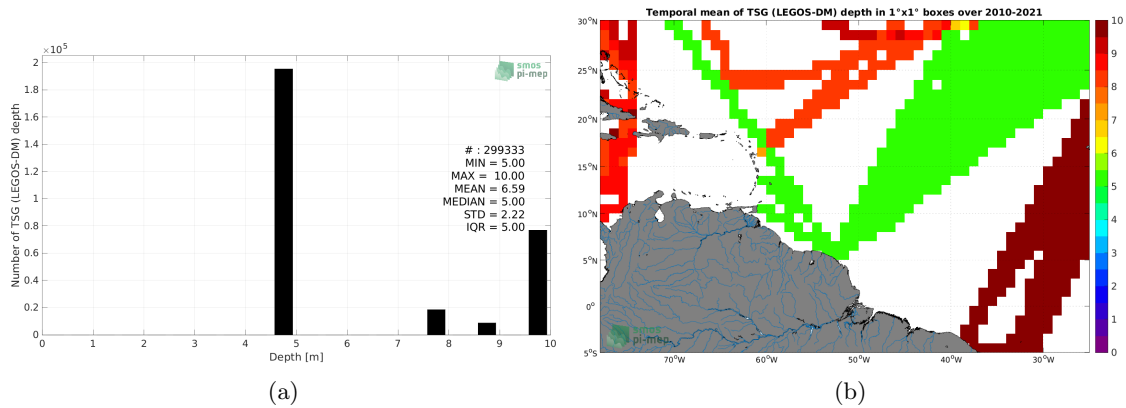 ×10⁵
2
1.8
1.6
1.4
1.2
1
0.8
0.6
0.4
0.2
0
Number of TSG (LEGOS-DM) depth
smos
pi-mep
# : 299333
MIN = 5.00
MAX = 10.00
MEAN = 6.59
MEDIAN = 5.00
STD = 2.22
IQR = 5.00
0 1 2 3 4 5 6 7 8 9 10
Depth [m]
(a)
Temporal mean of TSG (LEGOS-DM) depth in 1°x1° boxes over 2010-2021
30°N
25°N
20°N
15°N
10°N
5°N
0°
5°S
smos
pi-mep
70°W 60°W 50°W 40°W 30°W
10
9
8
7
6
5
4
3
2
1
0
(b)